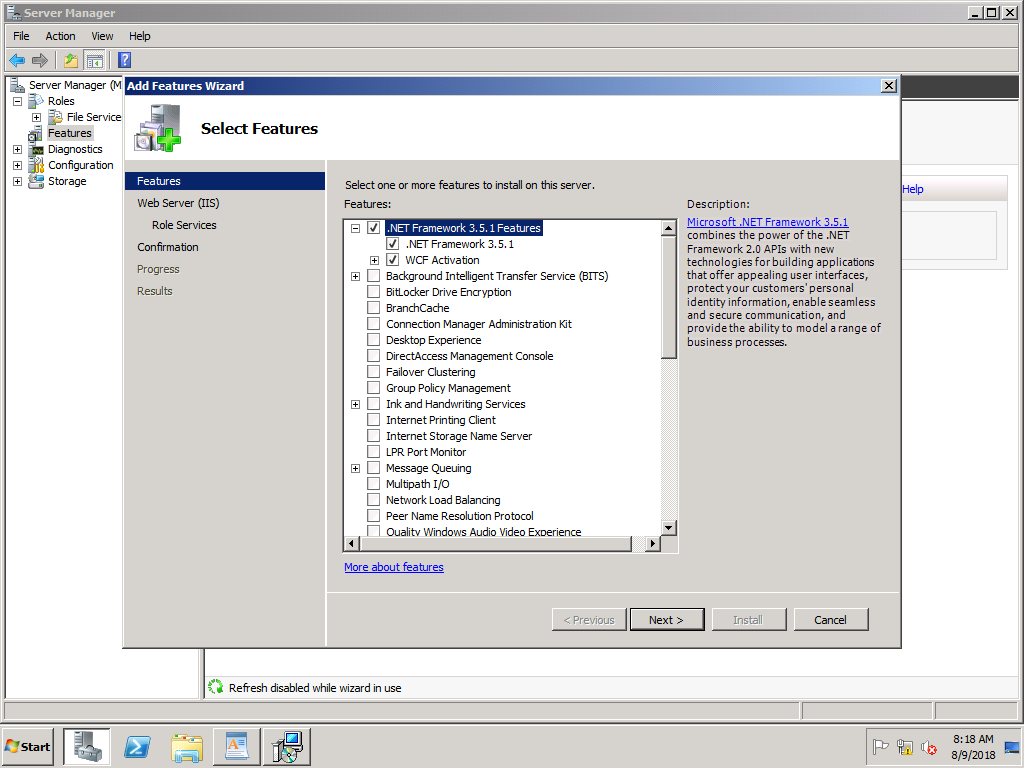 Server Manager
File Action View Help
Server Manager (M
Roles
File Service
Features
Diagnostics
Configuration
Storage
Help
Add Features Wizard
Select Features
Features
Web Server (IIS)
Role Services
Confirmation
Progress
Results
Select one or more features to install on this server.
Features:
.NET Framework 3.5.1 Features
.NET Framework 3.5.1
WCF Activation
Background Intelligent Transfer Service (BITS)
BitLocker Drive Encryption
BranchCache
Connection Manager Administration Kit
Desktop Experience
DirectAccess Management Console
Failover Clustering
Group Policy Management
Ink and Handwriting Services
Internet Printing Client
Internet Storage Name Server
LPR Port Monitor
Message Queuing
Multipath I/O
Network Load Balancing
Peer Name Resolution Protocol
Quality Windows Audio Video Experience
More about features
Description:
Microsoft .NET Framework 3.5.1
combines the power of the .NET
Framework 2.0 APIs with new
technologies for building applications
that offer appealing user interfaces,
protect your customers' personal
identity information, enable seamless
and secure communication, and
provide the ability to model a range of
business processes.
< Previous
Next >
Install
Cancel
Refresh disabled while wizard in use
Start
8:18 AM
8/9/2018